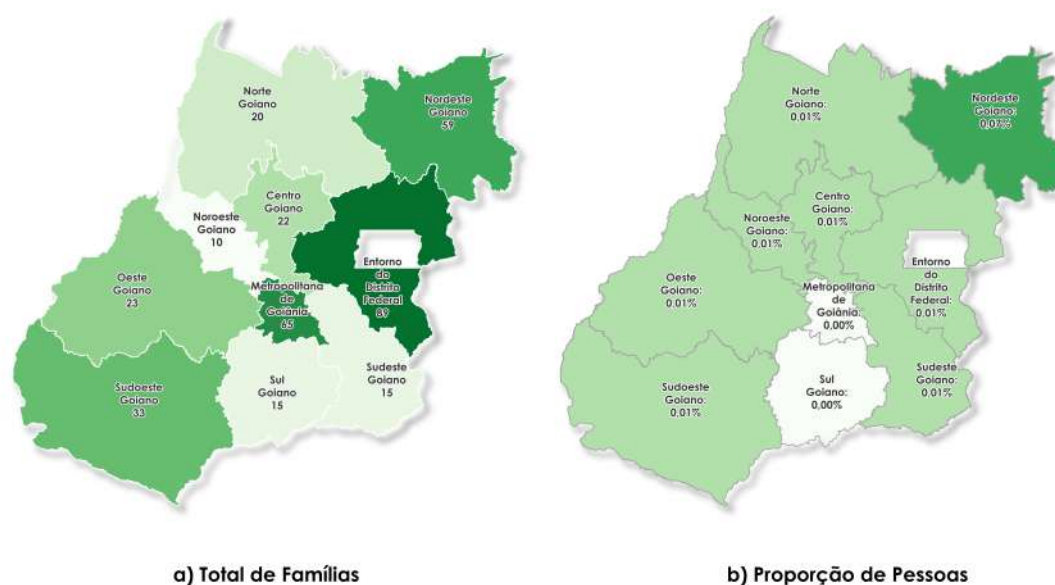 Norte
Goiano
20
Nordeste
Goiano
59
Centro
Goiano
22
Noroeste
Goiano
10
Entorno
do
Distrito
Federal
89
Oeste
Goiano
23
Metropolitana
de
Goiânia
65
Sudoeste
Goiano
33
Sul
Goiano
15
Sudeste
Goiano
15
a) Total de Famílias
Norte
Goiano:
0,01%
Nordeste
Goiano:
0,07%
Centro
Goiano:
0,01%
Noroeste
Goiano:
0,01%
Entorno
do
Distrito
Federal:
0,01%
Oeste
Goiano:
0,01%
Metropolitana
de
Goiânia:
0,00%
Sudoeste
Goiano:
0,01%
Sul
Goiano:
0,00%
Sudeste
Goiano:
0,01%
b) Proporção de Pessoas